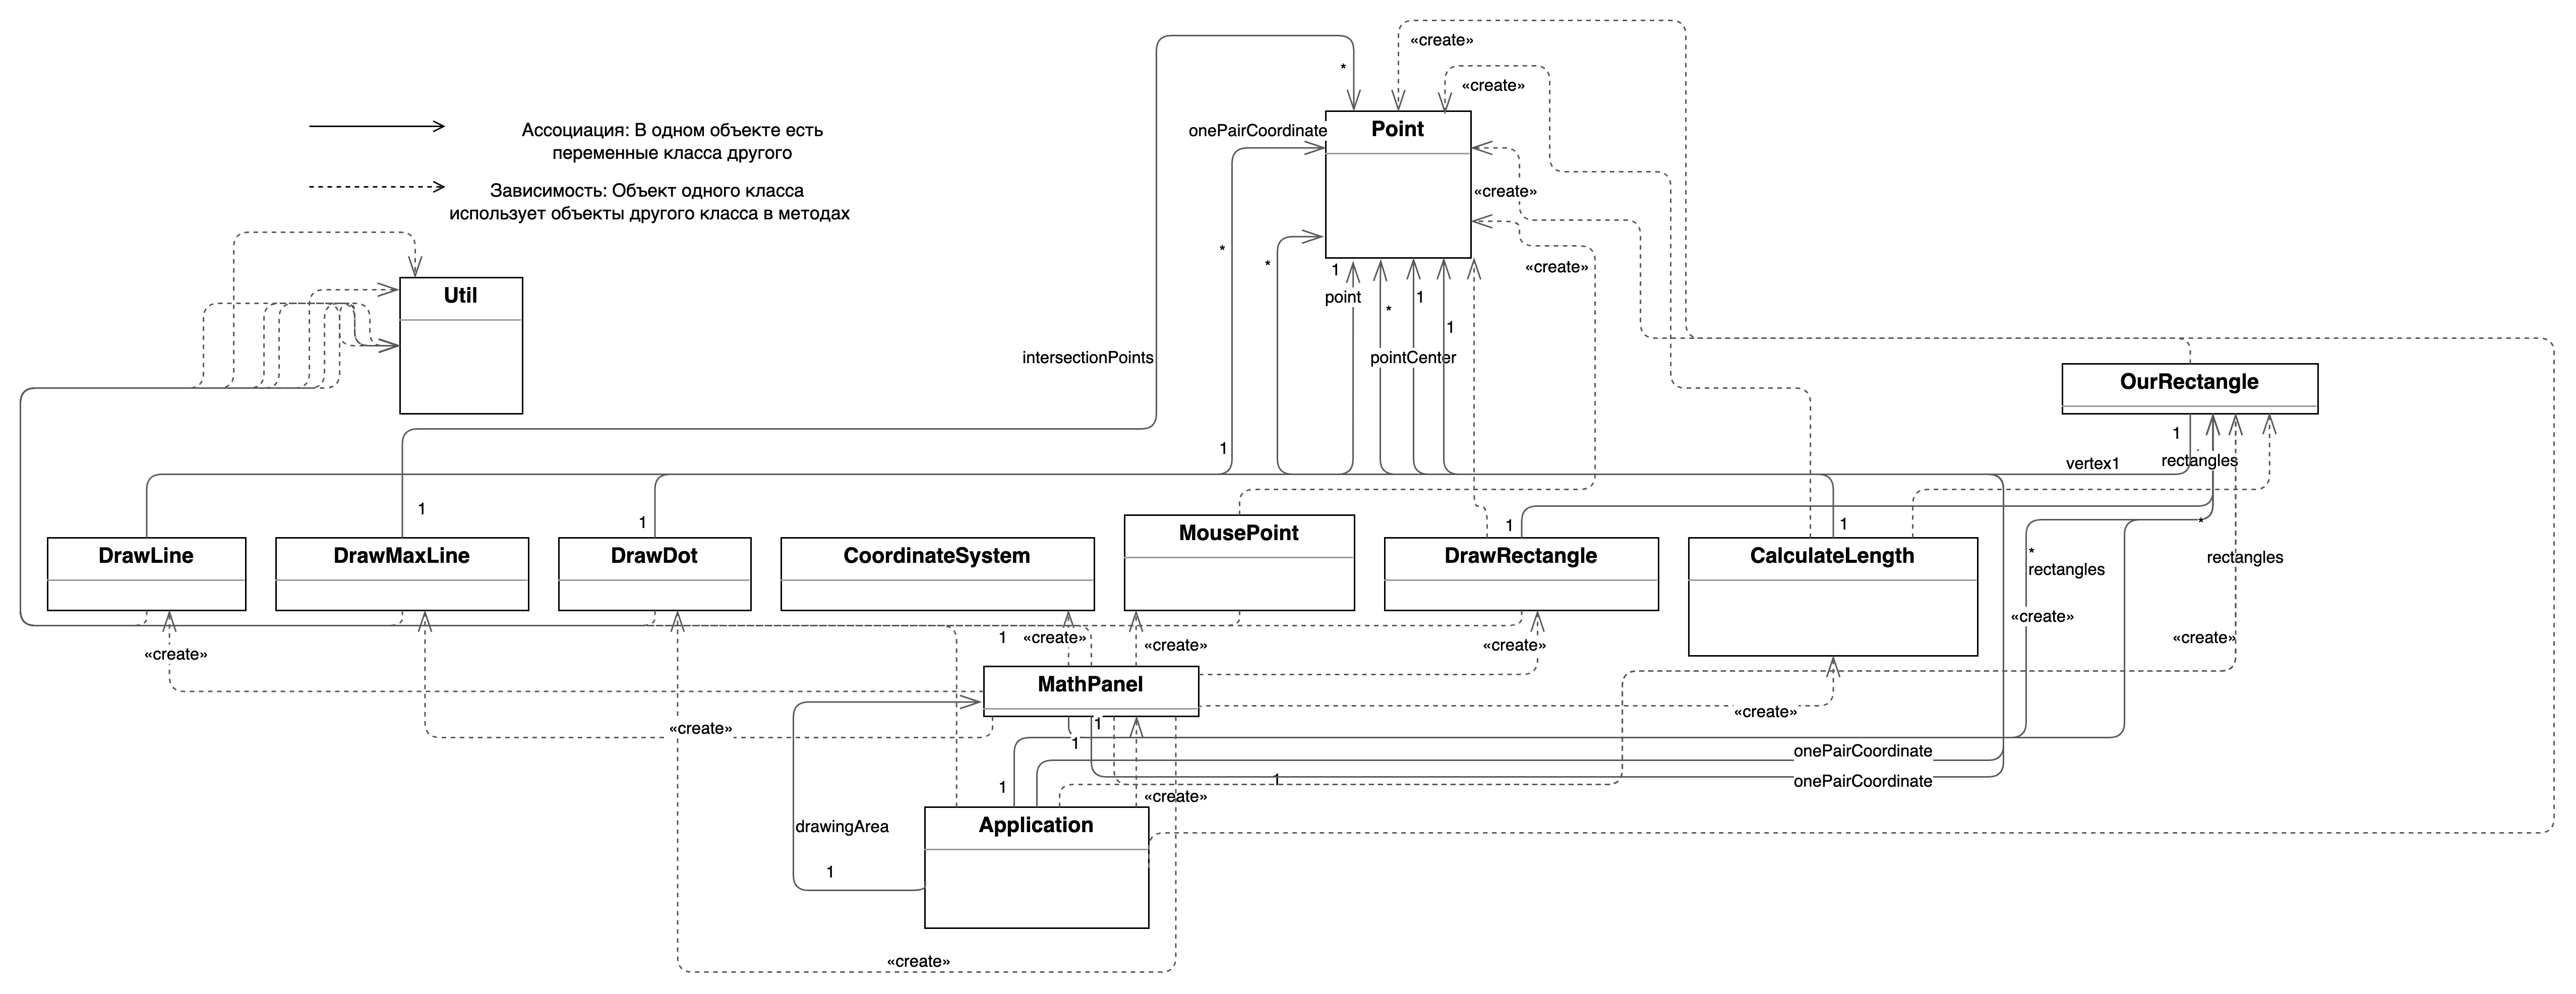 «create»
*
«create»
Point
onePairCoordinate
Ассоциация: В одном объекте есть
переменные класса другого
Зависимость: Объект одного класса
использует объекты другого класса в методах
«create»
*
*
1
«create»
Util
point
*
1
1
intersectionPoints
pointCenter
OurRectangle
1
1
vertex1
rectangles
1
1
1
1
*
DrawLine
DrawMaxLine
DrawDot
CoordinateSystem
MousePoint
DrawRectangle
CalculateLength
*
rectangles
rectangles
«create»
1
«create»
«create»
«create»
«create»
«create»
MathPanel
«create»
«create»
1
1
onePairCoordinate
1
1
onePairCoordinate
«create»
drawingArea
Application
1
«create»